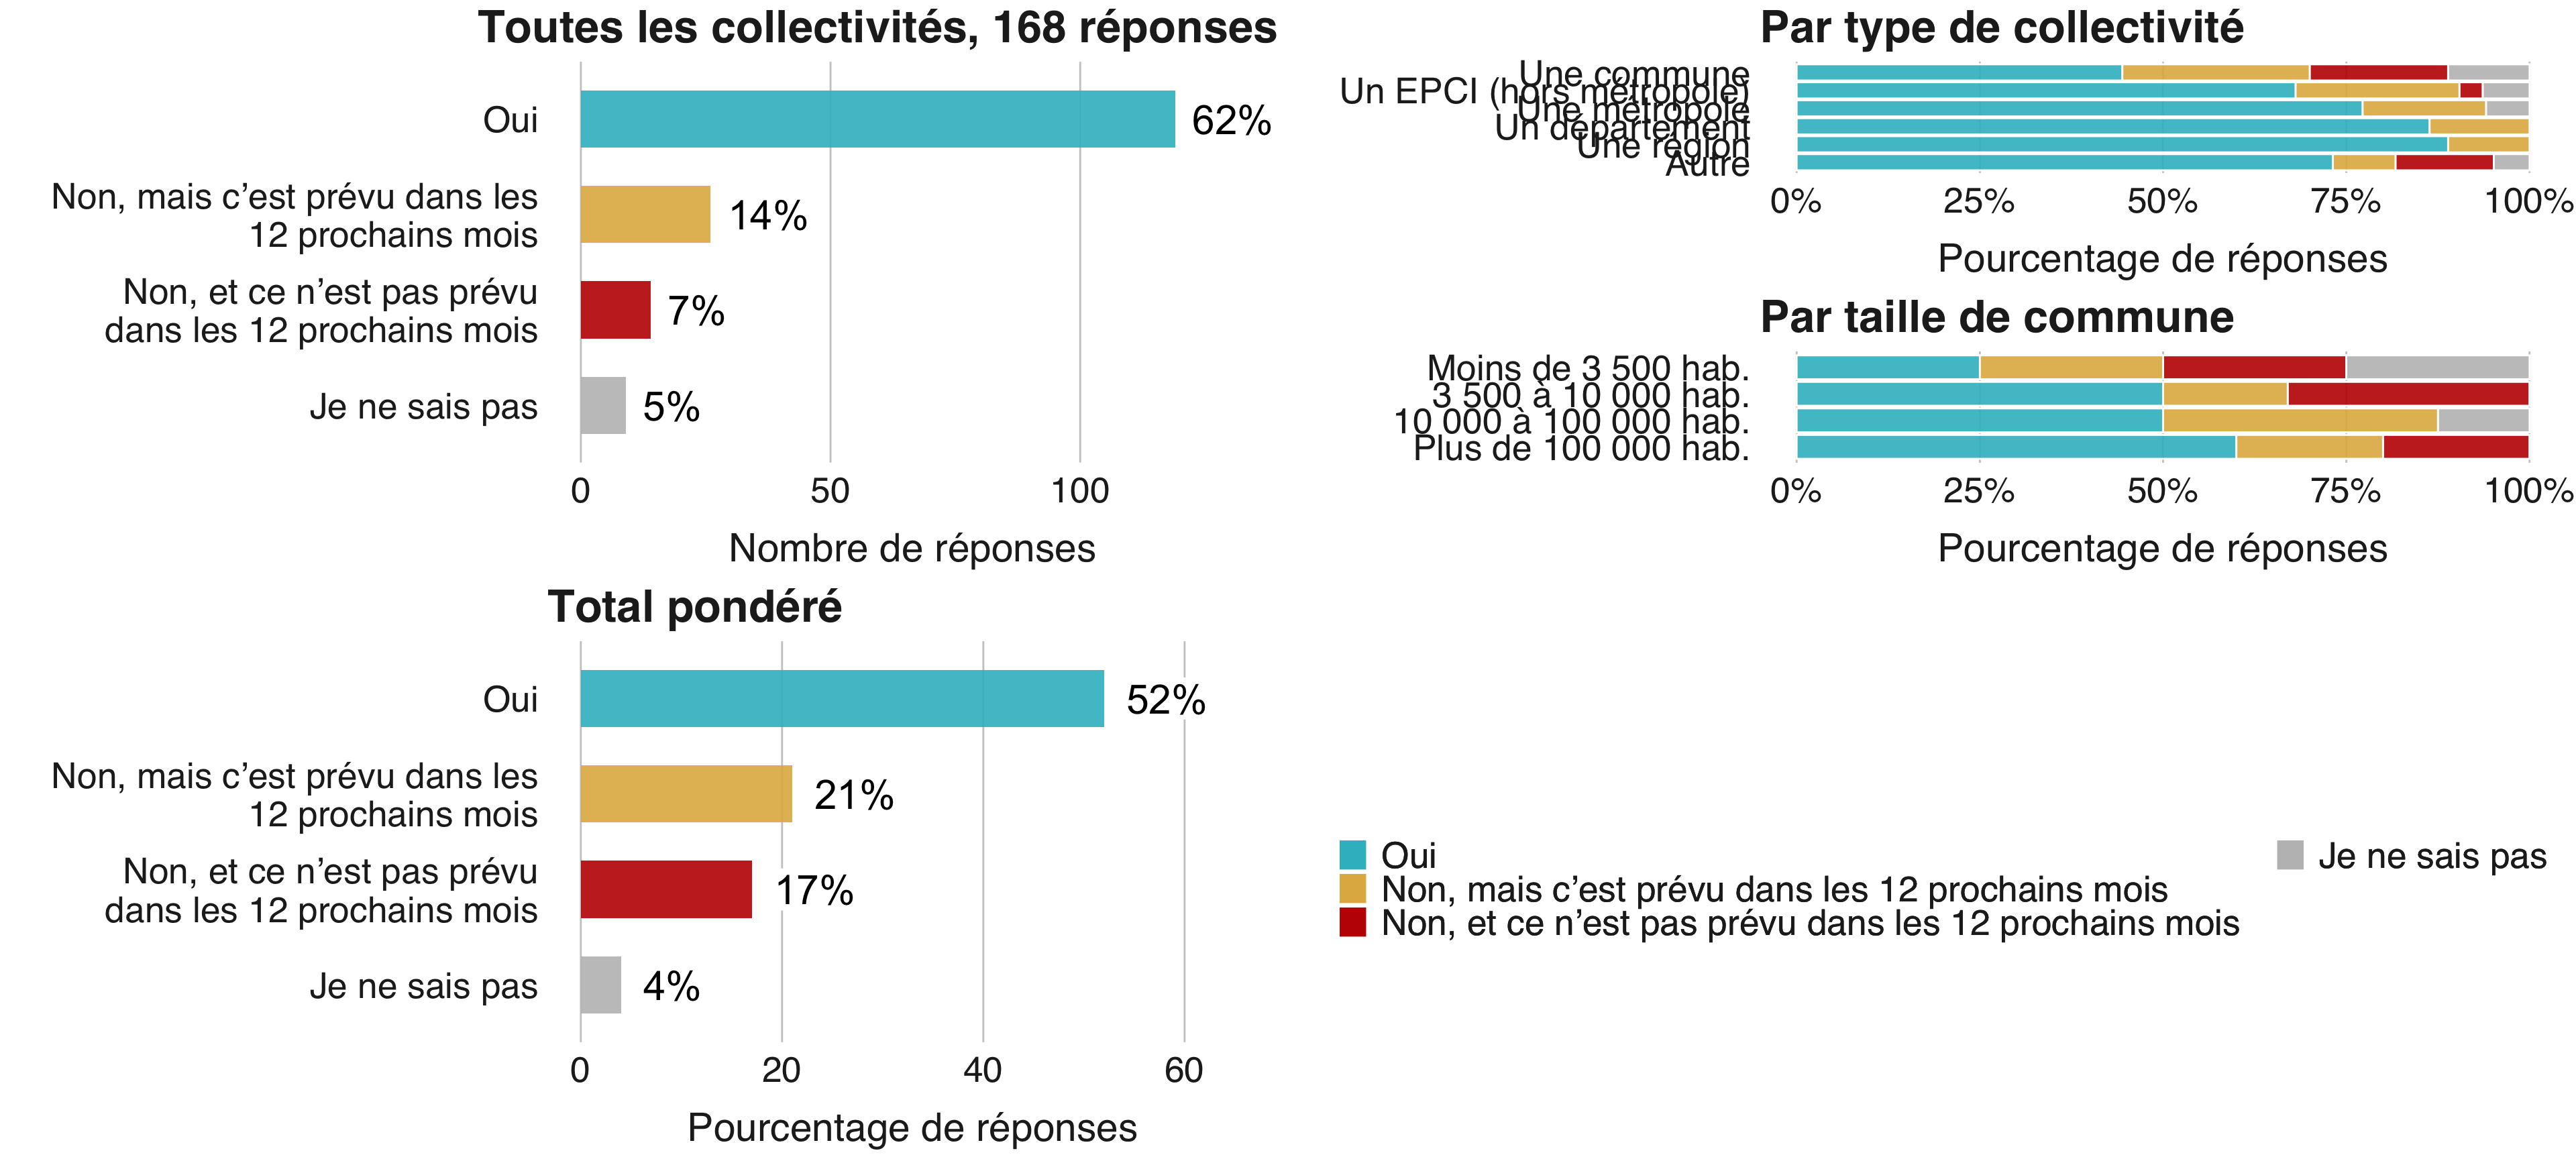 Toutes les collectivités, 168 réponses
Oui
62%
Non, mais c’est prévu dans les
12 prochains mois
14%
Non, et ce n’est pas prévu
dans les 12 prochains mois
7%
Je ne sais pas
5%
0 50 100
Nombre de réponses
Par type de collectivité
Une commune
Un EPCI (hors métropole)
Une métropole
Un département
Une région
Autre
0% 25% 50% 75% 100%
Pourcentage de réponses
Par taille de commune
Moins de 3 500 hab.
3 500 à 10 000 hab.
10 000 à 100 000 hab.
Plus de 100 000 hab.
0% 25% 50% 75% 100%
Pourcentage de réponses
Total pondéré
Oui
52%
Non, mais c’est prévu dans les
12 prochains mois
21%
Non, et ce n’est pas prévu
dans les 12 prochains mois
17%
Je ne sais pas
4%
0 20 40 60
Pourcentage de réponses
Oui
Non, mais c’est prévu dans les 12 prochains mois
Non, et ce n’est pas prévu dans les 12 prochains mois
Je ne sais pas